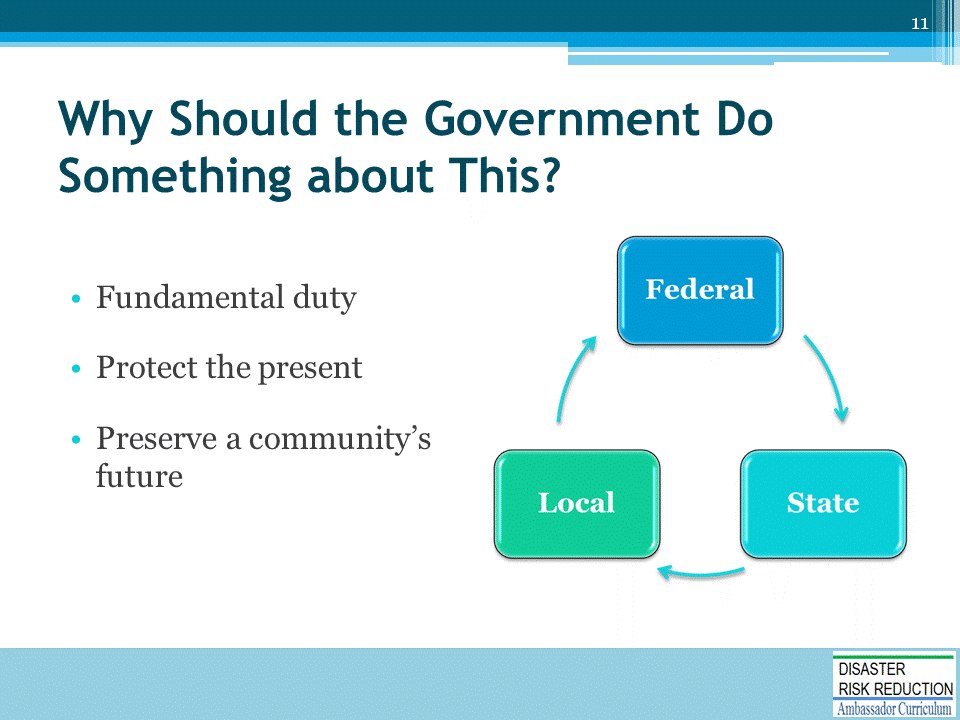 11
Why Should the Government Do
Something about This?
• Fundamental duty
• Protect the present
• Preserve a community’s
future
Federal
Local
State
DISASTER
RISK REDUCTION
Ambassador Curriculum